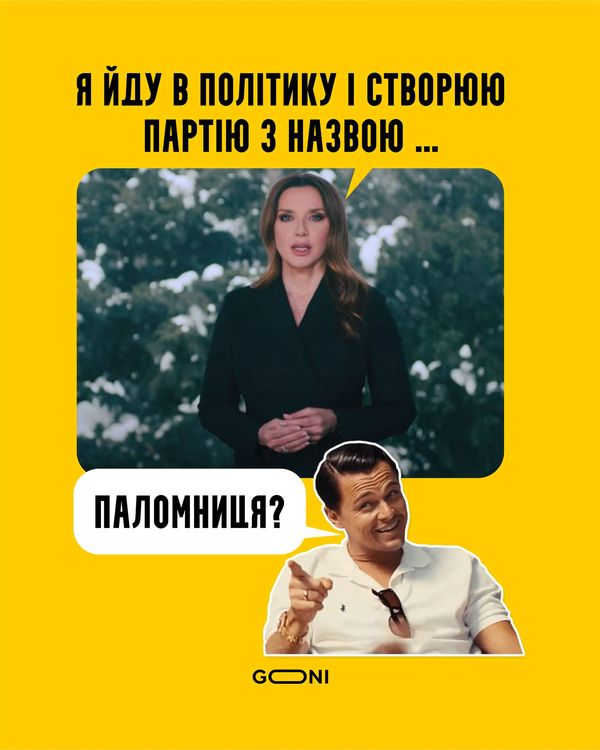 Я ЙДУ В ПОЛІТИКУ І СТВОРЮЮ
ПАРТІЮ З НАЗВОЮ ...
ПАЛОМНИЦЯ?
GONI